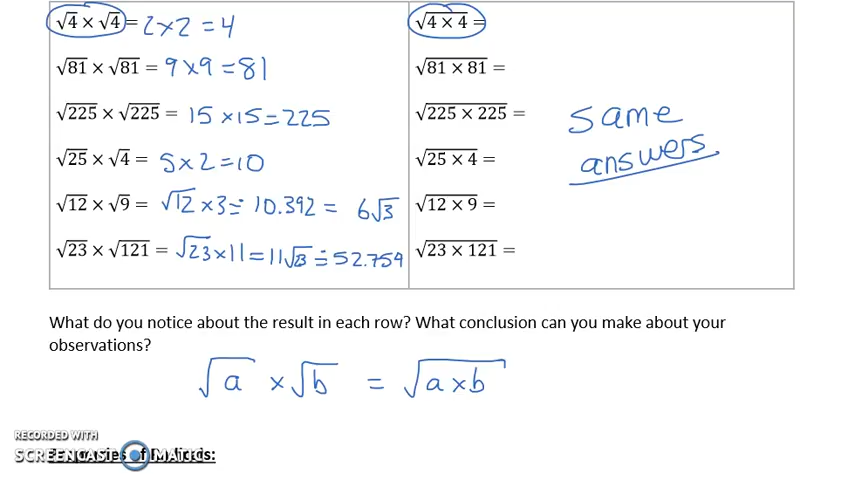 √4 × √4 = 2 × 2 = 4
√(4 × 4) =
√81 × √81 = 9 × 9 = 81
√(81 × 81) =
√225 × √225 = 15 × 15 = 225
√(225 × 225) =
√25 × √4 = 5 × 2 = 10
√(25 × 4) =
√12 × √9 = √12 × 3 ≐ 10.392 = 6√3
√(12 × 9) =
√23 × √121 = √23 × 11 = 11√23 ≐ 52.754
√(23 × 121) =
same
answers
What do you notice about the result in each row? What conclusion can you make about your
observations?
√a × √b = √(a × b)
RECORDED WITH
SCREENCAST MATIC
of Radicals: